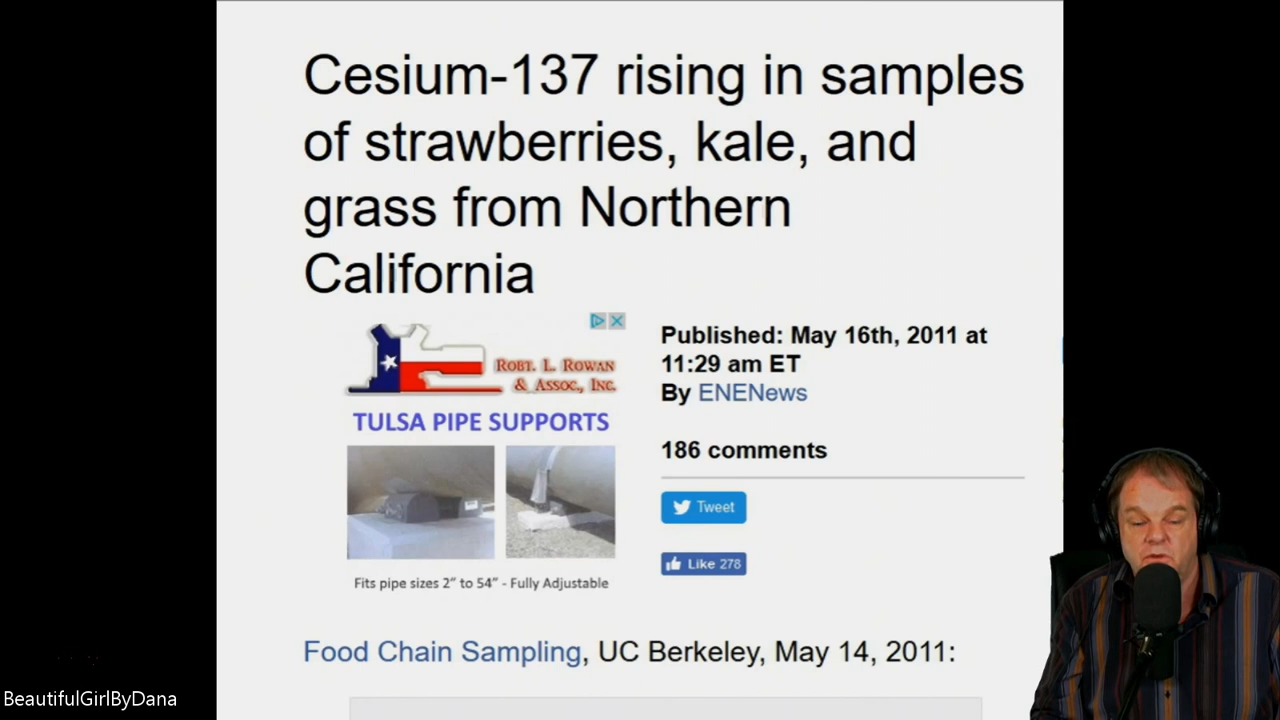 Cesium-137 rising in samples
of strawberries, kale, and
grass from Northern
California
ROBT. L. ROWAN
& ASSOC., INC.
TULSA PIPE SUPPORTS
Fits pipe sizes 2" to 54" - Fully Adjustable
Published: May 16th, 2011 at
11:29 am ET
By ENENews
186 comments
Tweet
Like 278
Food Chain Sampling, UC Berkeley, May 14, 2011:
BeautifulGirlByDana